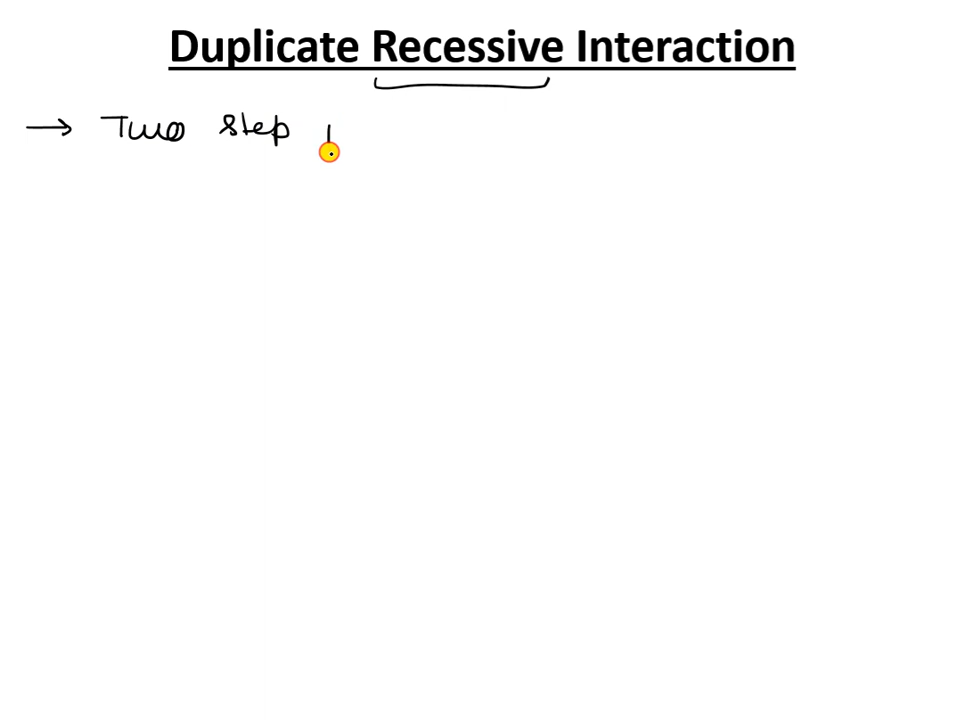 Duplicate Recessive Interaction
→ Two step